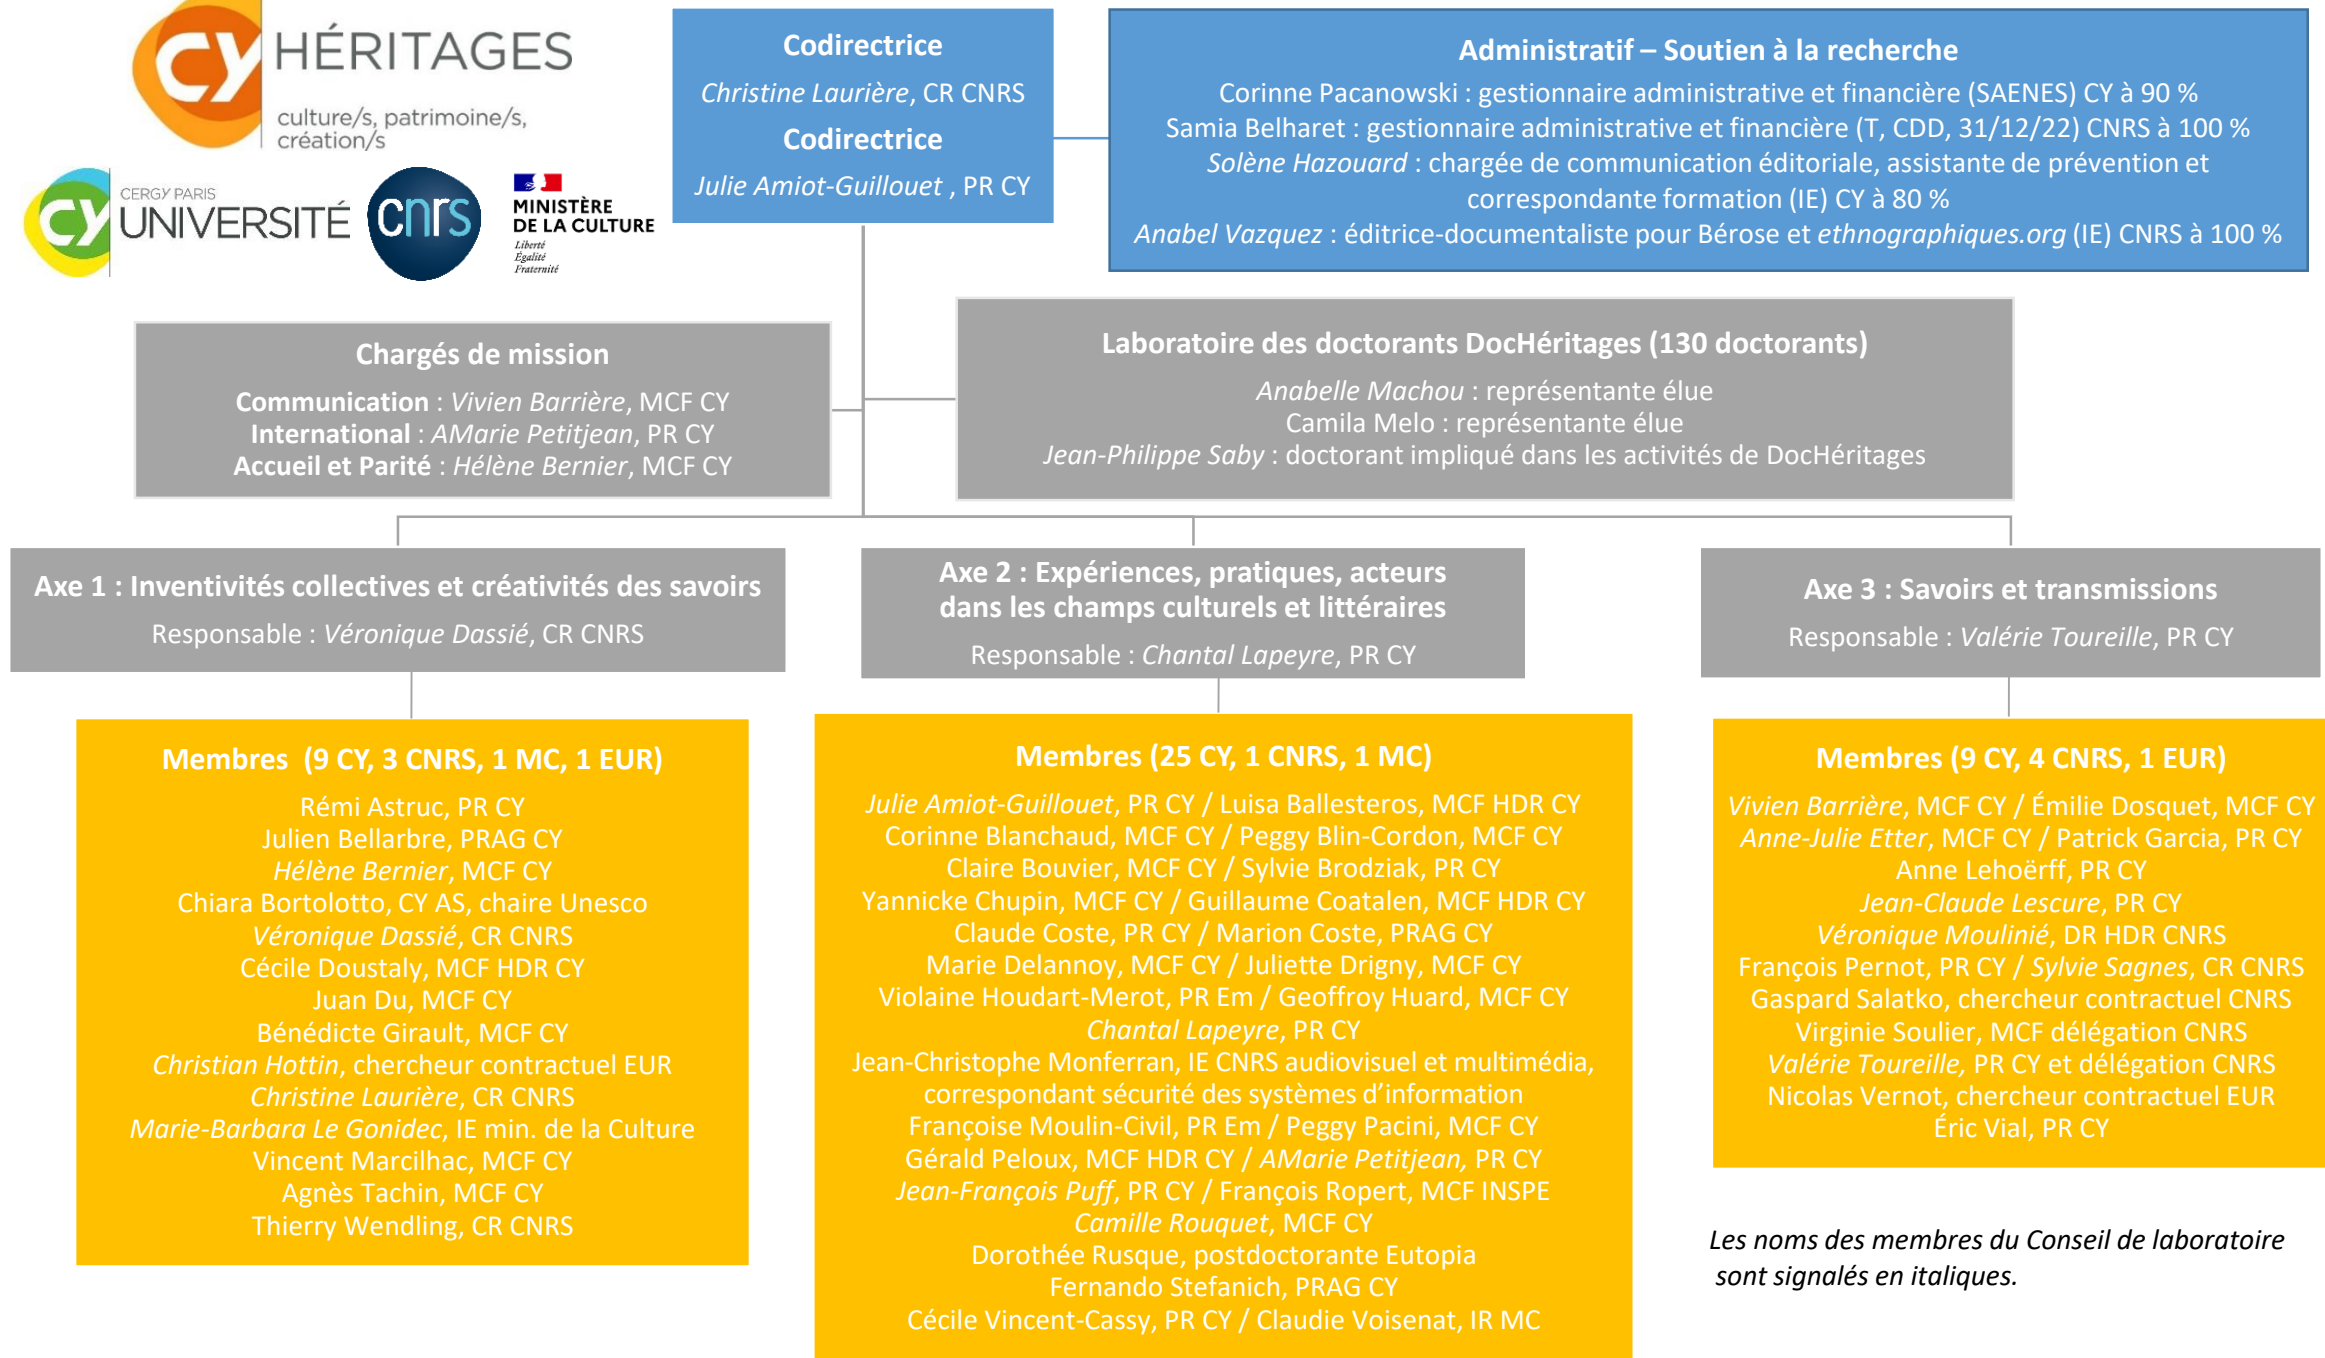 CY HÉRITAGES
culture/s, patrimoine/s,
création/s
CERGY PARIS
CY UNIVERSITÉ
cnrs
MINISTÈRE
DE LA CULTURE
Liberté
Égalité
Fraternité
Codirectrice
Christine Laurière, CR CNRS
Codirectrice
Julie Amiot-Guillouet , PR CY
Administratif – Soutien à la recherche
Corinne Pacanowski : gestionnaire administrative et financière (SAENES) CY à 90 %
Samia Belharet : gestionnaire administrative et financière (T, CDD, 31/12/22) CNRS à 100 %
Solène Hazouard : chargée de communication éditoriale, assistante de prévention et
correspondante formation (IE) CY à 80 %
Anabel Vazquez : éditrice-documentaliste pour Bérose et ethnographiques.org (IE) CNRS à 100 %
Chargés de mission
Communication : Vivien Barrière, MCF CY
International : AMarie Petitjean, PR CY
Accueil et Parité : Hélène Bernier, MCF CY
Laboratoire des doctorants DocHéritages (130 doctorants)
Anabelle Machou : représentante élue
Camila Melo : représentante élue
Jean-Philippe Saby : doctorant impliqué dans les activités de DocHéritages
Axe 1 : Inventivités collectives et créativités des savoirs
Responsable : Véronique Dassié, CR CNRS
Membres (9 CY, 3 CNRS, 1 MC, 1 EUR)
Rémi Astruc, PR CY
Julien Bellarbre, PRAG CY
Hélène Bernier, MCF CY
Chiara Bortolotto, CY AS, chaire Unesco
Véronique Dassié, CR CNRS
Cécile Doustaly, MCF HDR CY
Juan Du, MCF CY
Bénédicte Girault, MCF CY
Christian Hottin, chercheur contractuel EUR
Christine Laurière, CR CNRS
Marie-Barbara Le Gonidec, IE min. de la Culture
Vincent Marcilhac, MCF CY
Agnès Tachin, MCF CY
Thierry Wendling, CR CNRS
Axe 2 : Expériences, pratiques, acteurs
dans les champs culturels et littéraires
Responsable : Chantal Lapeyre, PR CY
Membres (25 CY, 1 CNRS, 1 MC)
Julie Amiot-Guillouet, PR CY / Luisa Ballesteros, MCF HDR CY
Corinne Blanchaud, MCF CY / Peggy Blin-Cordon, MCF CY
Claire Bouvier, MCF CY / Sylvie Brodziak, PR CY
Yannicke Chupin, MCF CY / Guillaume Coatalen, MCF HDR CY
Claude Coste, PR CY / Marion Coste, PRAG CY
Marie Delannoy, MCF CY / Juliette Drigny, MCF CY
Violaine Houdart-Merot, PR Em / Geoffroy Huard, MCF CY
Chantal Lapeyre, PR CY
Jean-Christophe Monferran, IE CNRS audiovisuel et multimédia,
correspondant sécurité des systèmes d’information
Françoise Moulin-Civil, PR Em / Peggy Pacini, MCF CY
Gérald Peloux, MCF HDR CY / AMarie Petitjean, PR CY
Jean-François Puff, PR CY / François Ropert, MCF INSPE
Camille Rouquet, MCF CY
Dorothée Rusque, postdoctorante Eutopia
Fernando Stefanich, PRAG CY
Cécile Vincent-Cassy, PR CY / Claudie Voisenat, IR MC
Axe 3 : Savoirs et transmissions
Responsable : Valérie Toureille, PR CY
Membres (9 CY, 4 CNRS, 1 EUR)
Vivien Barrière, MCF CY / Émilie Dosquet, MCF CY
Anne-Julie Etter, MCF CY / Patrick Garcia, PR CY
Anne Lehoërff, PR CY
Jean-Claude Lescure, PR CY
Véronique Moulinié, DR HDR CNRS
François Pernot, PR CY / Sylvie Sagnes, CR CNRS
Gaspard Salatko, chercheur contractuel CNRS
Virginie Soulier, MCF délégation CNRS
Valérie Toureille, PR CY et délégation CNRS
Nicolas Vernot, chercheur contractuel EUR
Éric Vial, PR CY
Les noms des membres du Conseil de laboratoire
sont signalés en italiques.